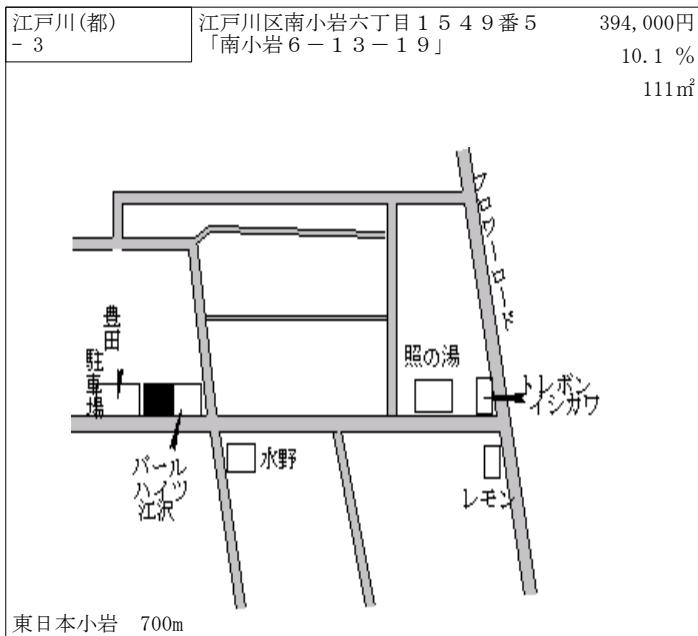 江戸川(都)
- 3
江戸川区南小岩六丁目1549番5
「南小岩6-13-19」
394,000円
10.1 %
111㎡
フロワーロード
豊田
駐車場
照の湯
トレボン
イシガワ
パール
ハイツ
江沢
水野
レモン
東日本小岩 700m